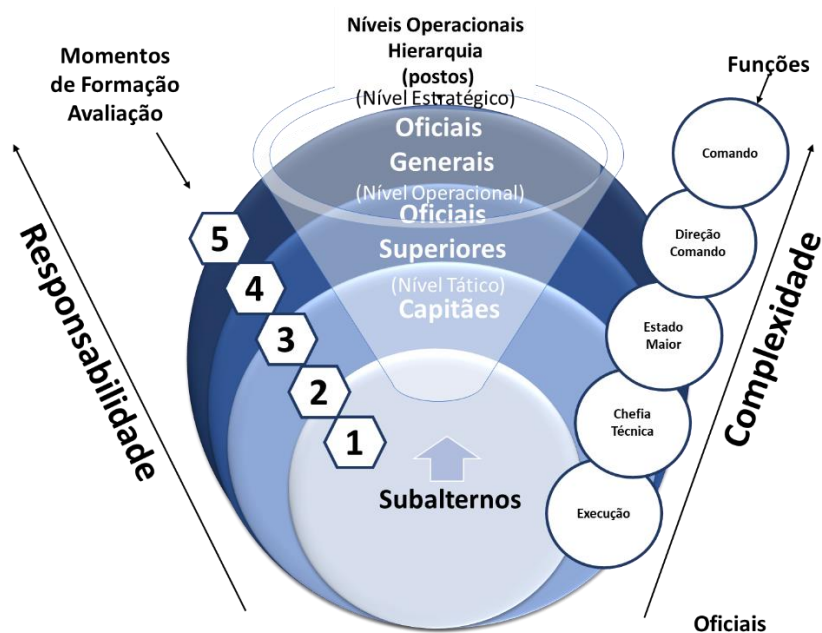 Níveis Operacionais
Hierarquia
(postos)
(Nível Estratégico)
Momentos
de Formação
Avaliação
Funções
Oficiais
Generais
(Nível Operacional)
Oficiais
Superiores
(Nível Tático)
Capitães
Subalternos
Responsabilidade
5
4
3
2
1
Comando
Direção
Comando
Estado
Maior
Chefia
Técnica
Execução
Complexidade
Oficiais